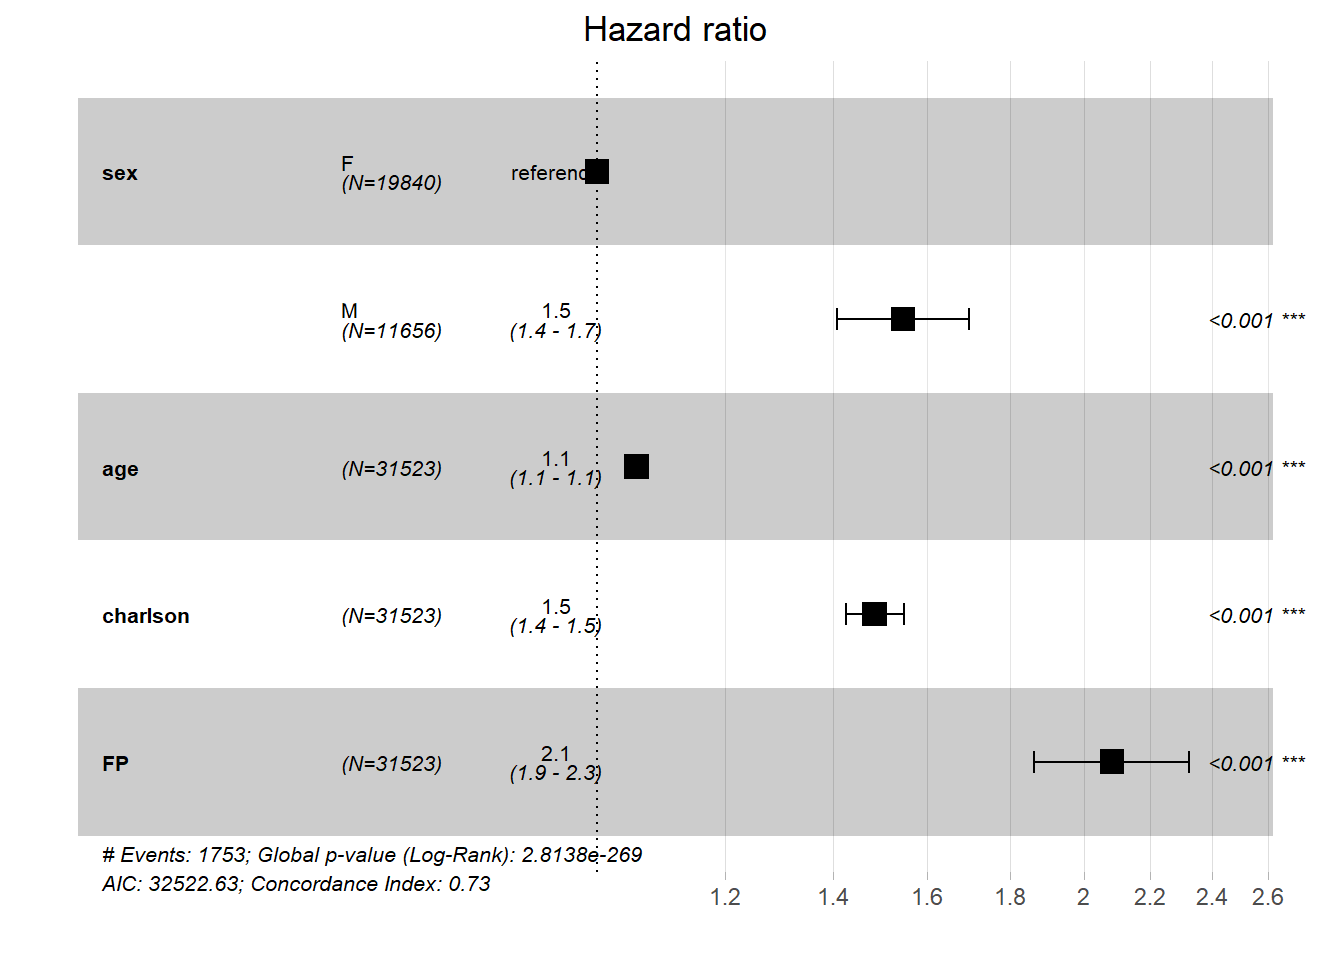 Hazard ratio
sex
F
(N=19840)
referenc
M
(N=11656)
1.5
(1.4 - 1.7)
<0.001 ***
age
(N=31523)
1.1
(1.1 - 1.1)
<0.001 ***
charlson
(N=31523)
1.5
(1.4 - 1.5)
<0.001 ***
FP
(N=31523)
2.1
(1.9 - 2.3)
<0.001 ***
# Events: 1753; Global p-value (Log-Rank): 2.8138e-269
AIC: 32522.63; Concordance Index: 0.73
1.2 1.4 1.6 1.8 2 2.2 2.4 2.6